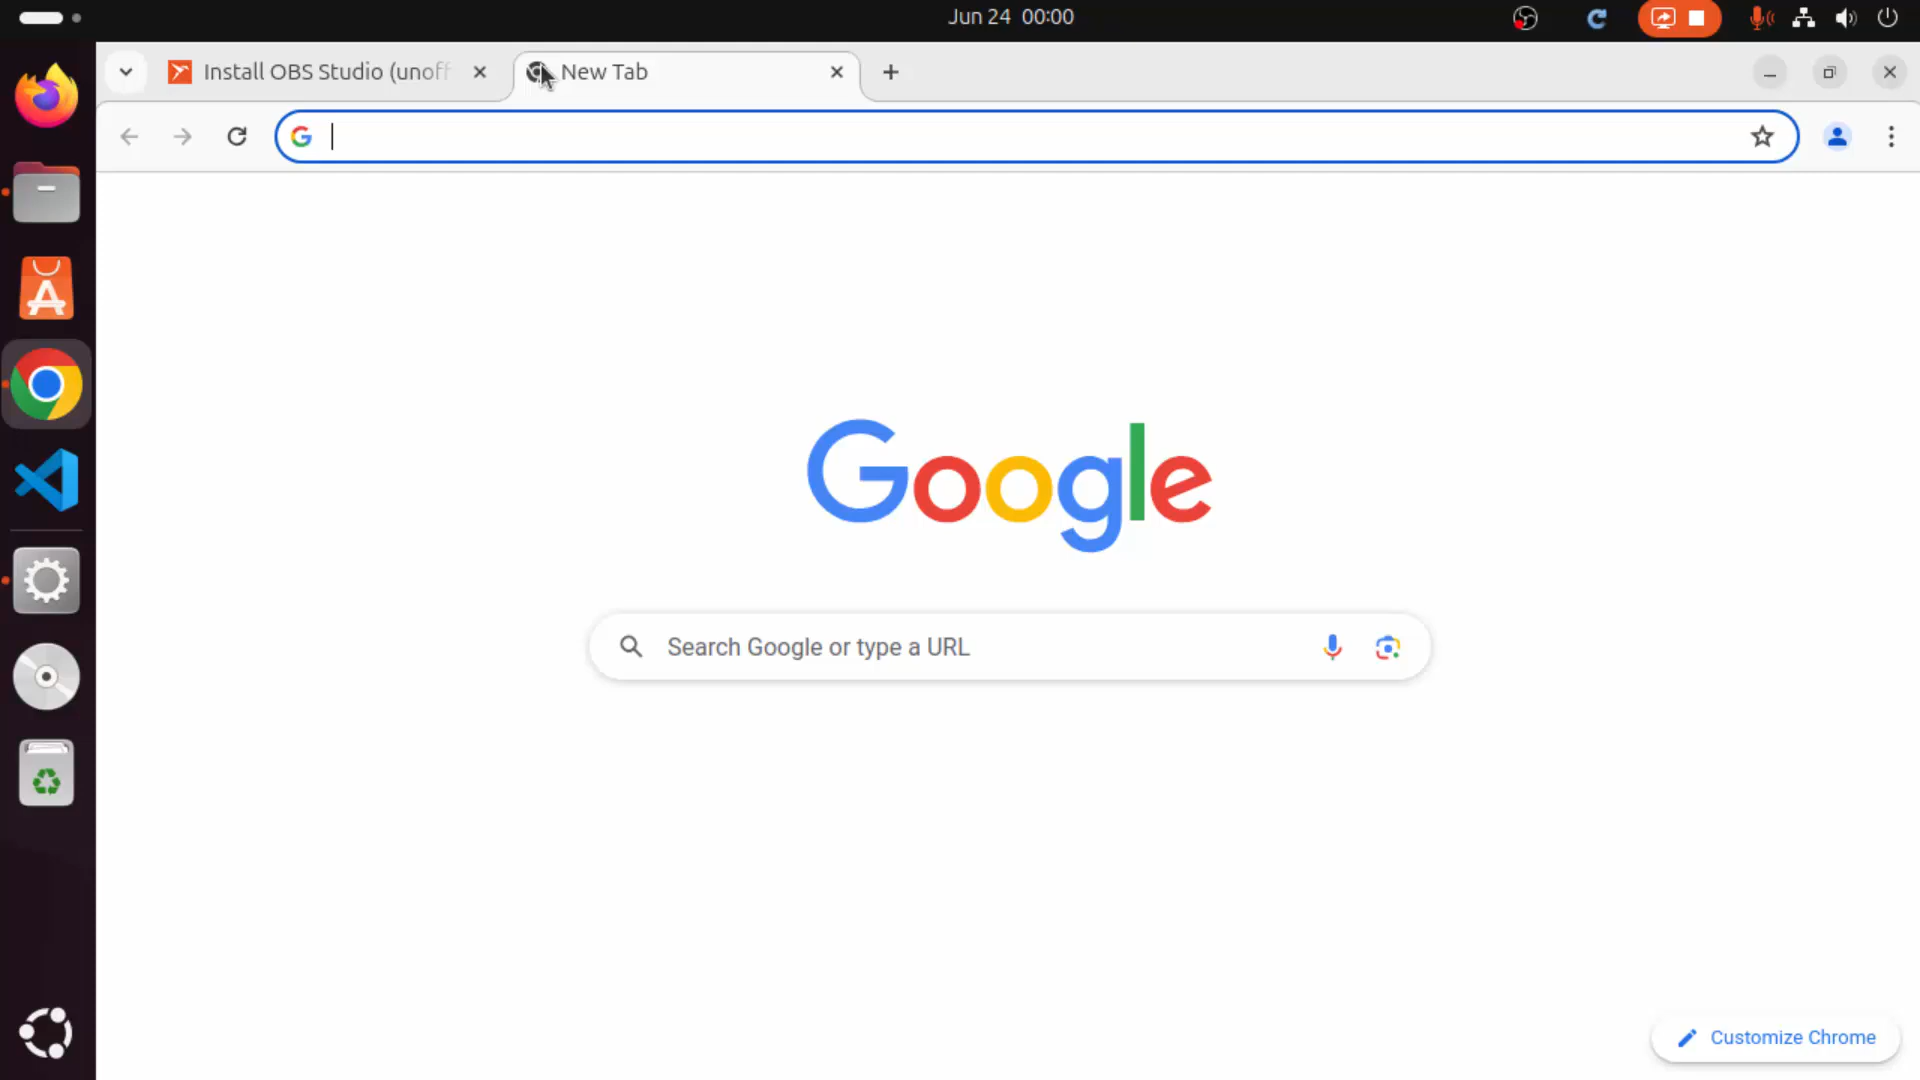 Jun 24 00:00
Install OBS Studio (unoff
New Tab
Google
Search Google or type a URL
Customize Chrome